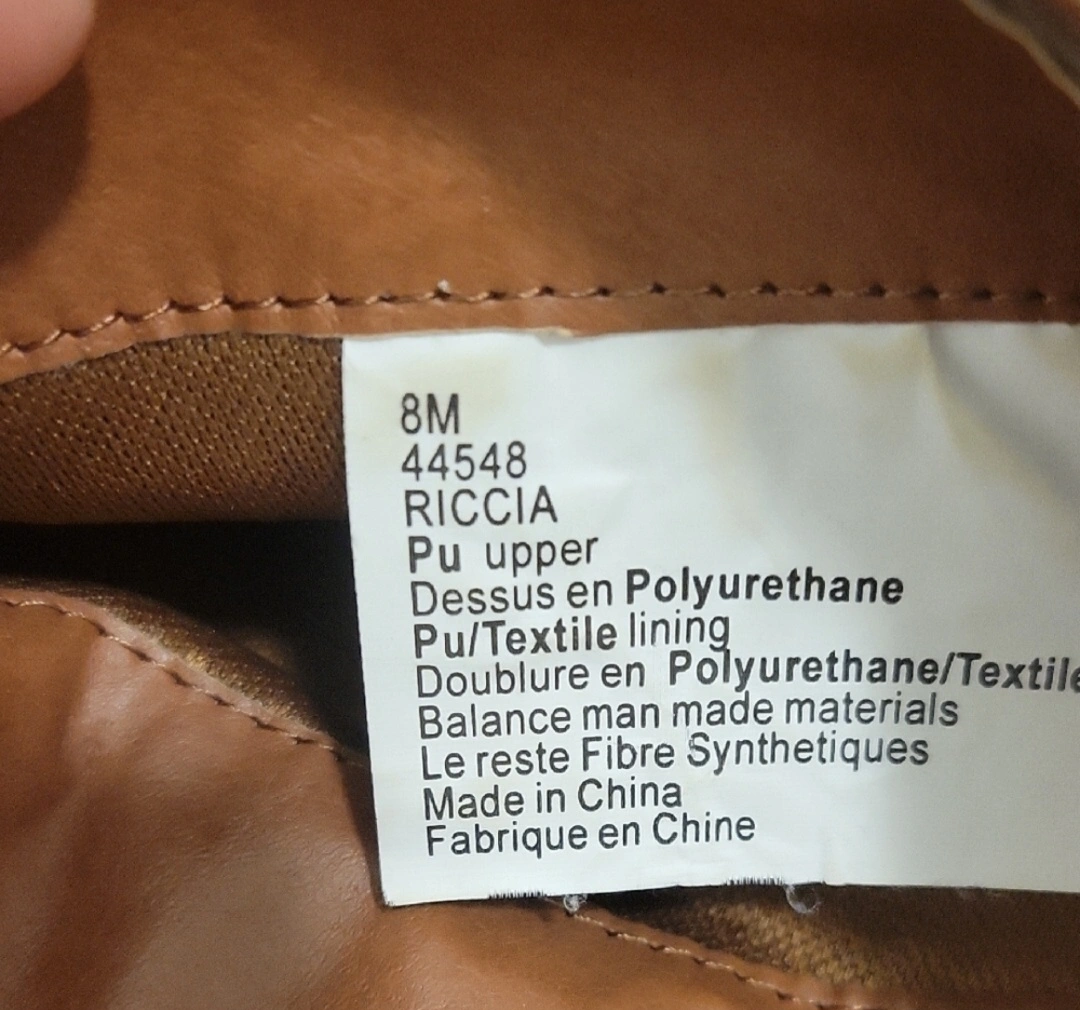 8M
44548
RICCIA
Pu upper
Dessus en Polyurethane
Pu/Textile lining
Doublure en Polyurethane/Textile
Balance man made materials
Le reste Fibre Synthetiques
Made in China
Fabrique en Chine